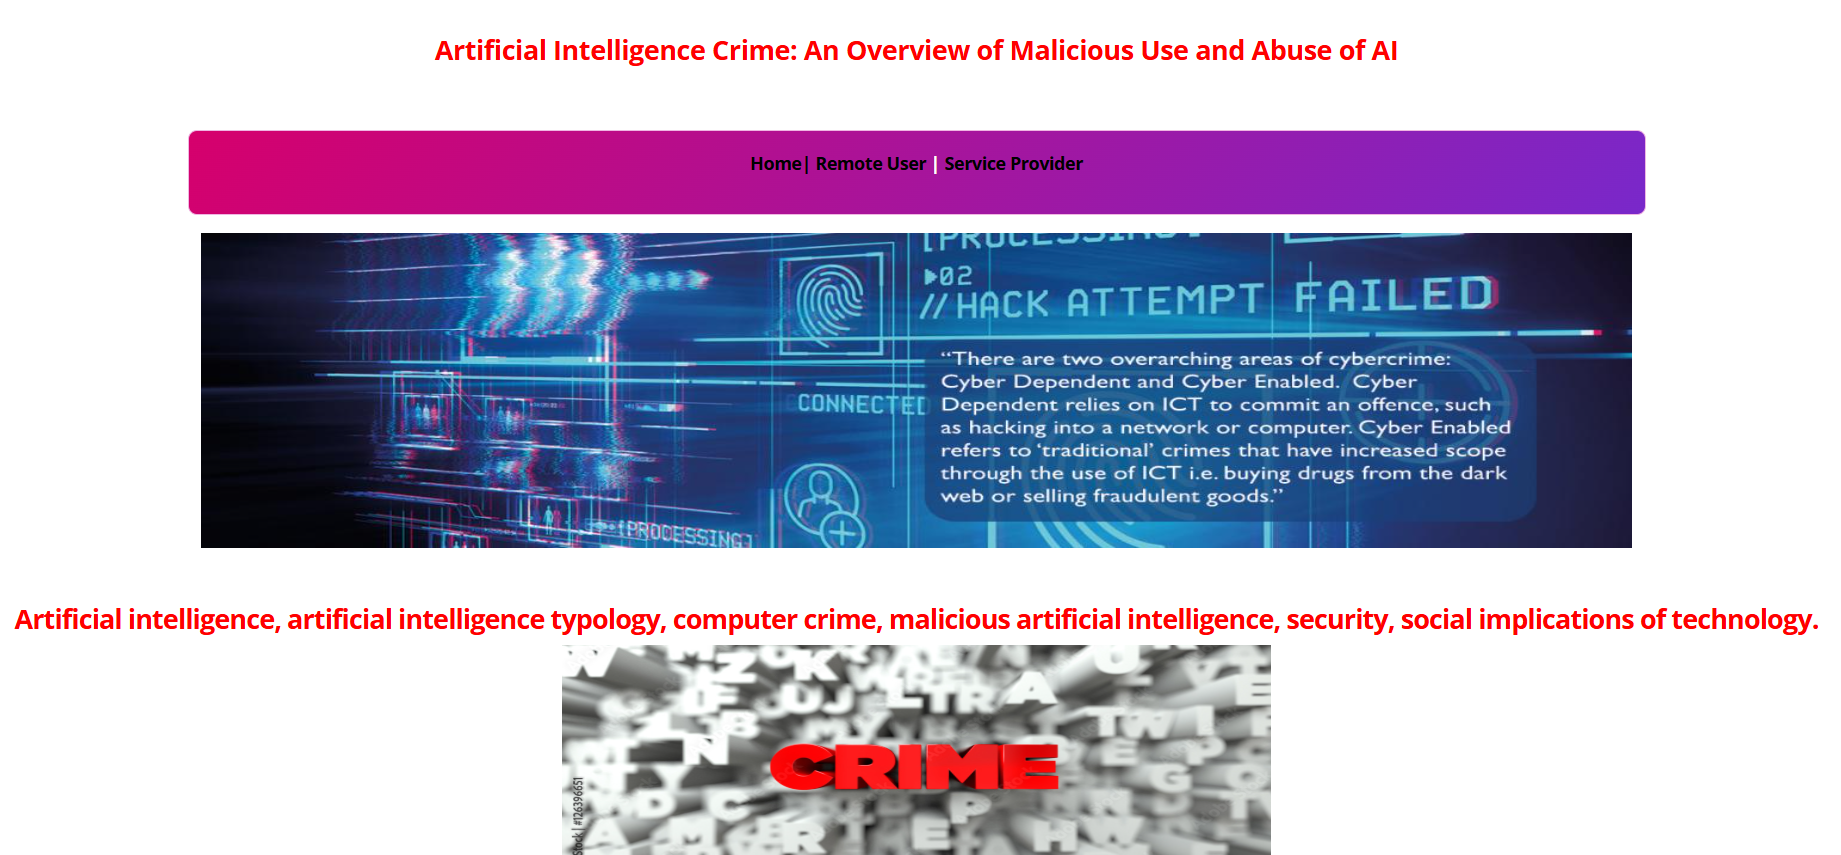 Artificial Intelligence Crime: An Overview of Malicious Use and Abuse of AI
Home| Remote User | Service Provider
[PROCESSING]
02
// HACK ATTEMPT FAILED
“There are two overarching areas of cybercrime:
Cyber Dependent and Cyber Enabled. Cyber
CONNECTED
Dependent relies on ICT to commit an offence, such
as hacking into a network or computer. Cyber Enabled
refers to ‘traditional’ crimes that have increased scope
through the use of ICT i.e. buying drugs from the dark
web or selling fraudulent goods.”
[PROCESSING]
Artificial intelligence, artificial intelligence typology, computer crime, malicious artificial intelligence, security, social implications of technology.
CRIME
Stock | #126396651